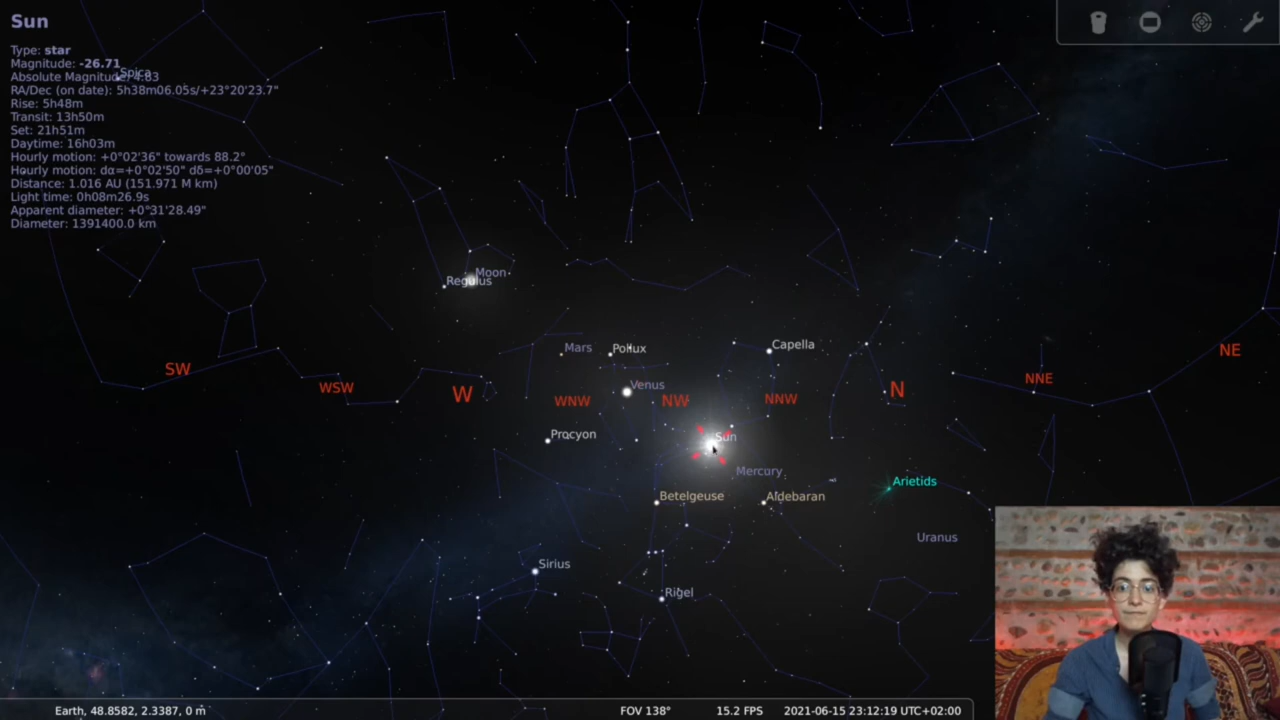 Sun
Type: star
Magnitude: -26.71
Spica
Absolute Magnitude: 4.83
RA/Dec (on date): 5h38m06.05s/+23°20'23.7"
Rise: 5h48m
Transit: 13h50m
Set: 21h51m
Daytime: 16h03m
Hourly motion: +0°02'36" towards 88.2°
Hourly motion: dα=+0°02'50" dδ=+0°00'05"
Distance: 1.016 AU (151.971 M km)
Light time: 0h08m26.9s
Apparent diameter: +0°31'28.49"
Diameter: 1391400.0 km
Moon
Regulus
Mars
Pollux
Capella
NE
SW
WSW
W
WNW
Venus
NW
NNW
N
NNE
Procyon
Sun
Mercury
Arietids
Betelgeuse
Aldebaran
Uranus
Sirius
Rigel
Earth, 48.8582, 2.3387, 0 m
FOV 138°
15.2 FPS
2021-06-15 23:12:19 UTC+02:00